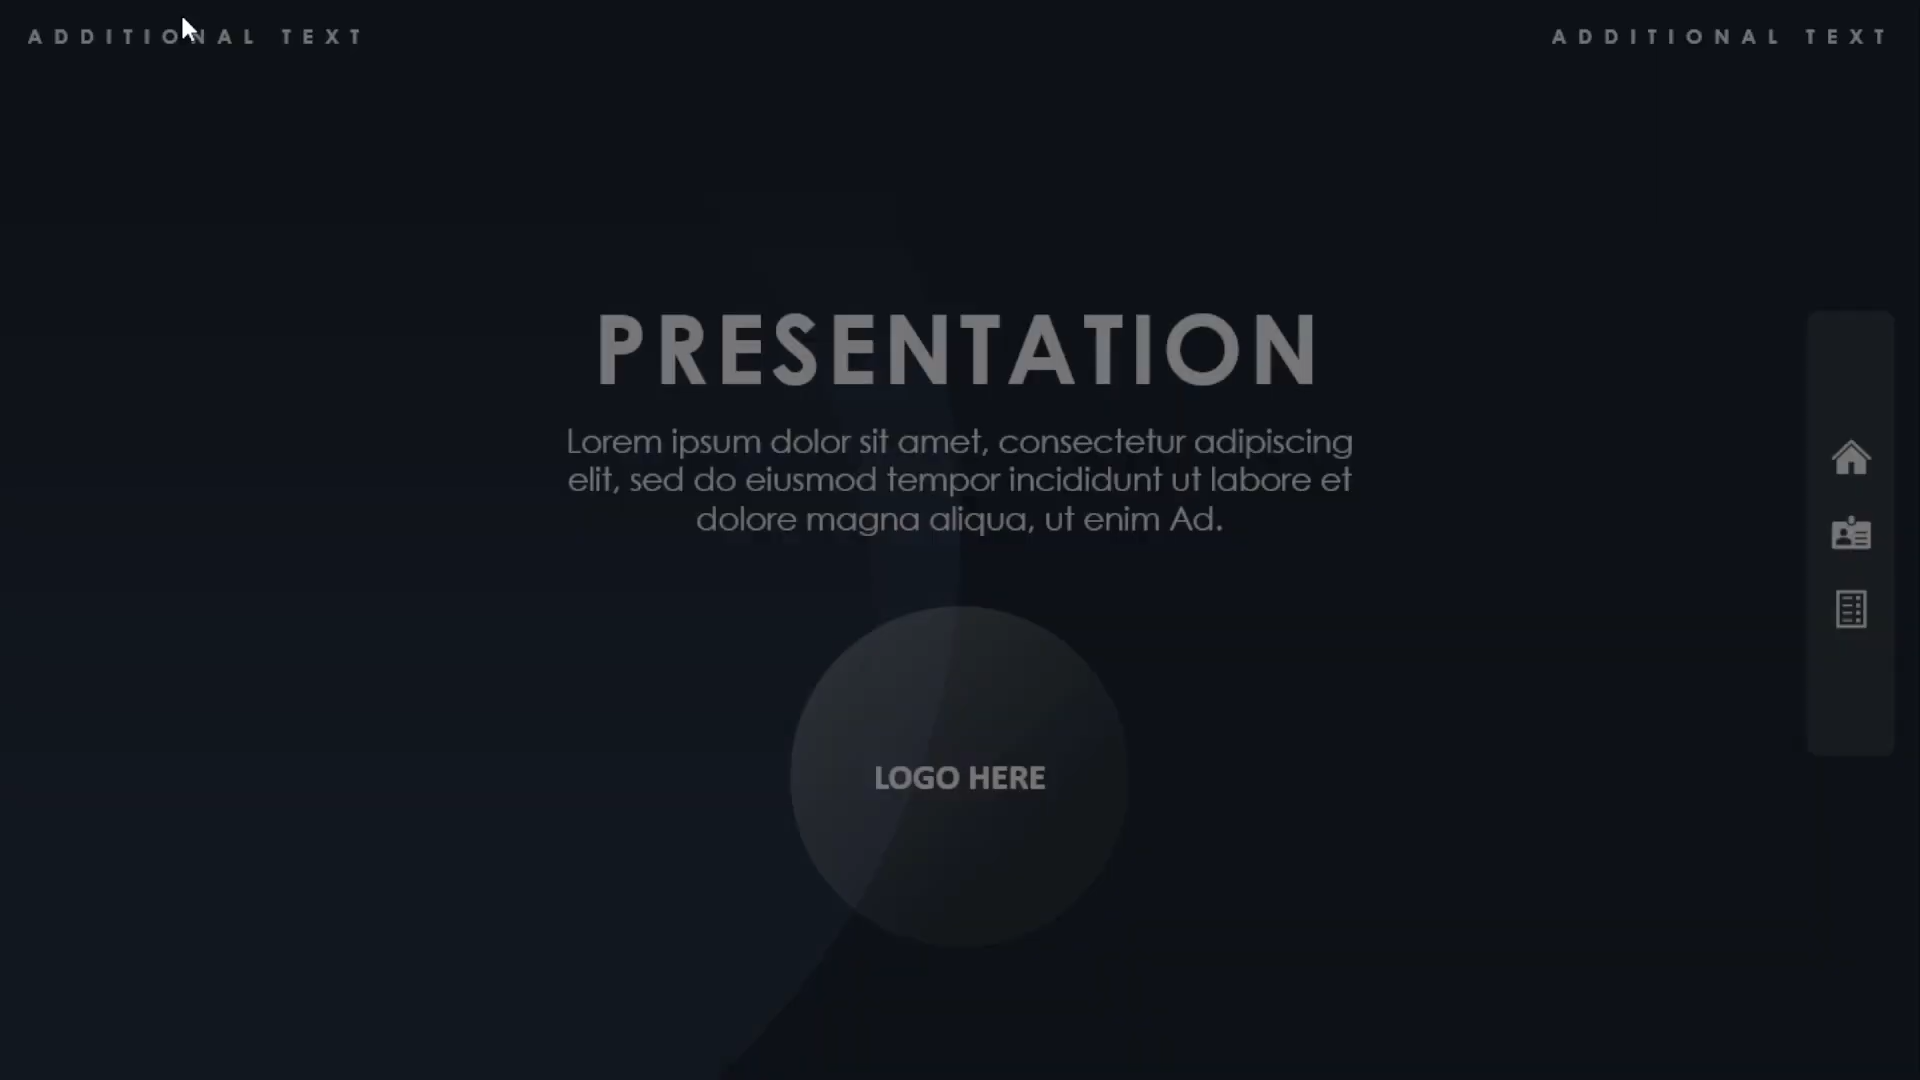 ADDITIONAL TEXT
ADDITIONAL TEXT
PRESENTATION
Lorem ipsum dolor sit amet, consectetur adipiscing
elit, sed do eiusmod tempor incididunt ut labore et
dolore magna aliqua, ut enim Ad.
LOGO HERE